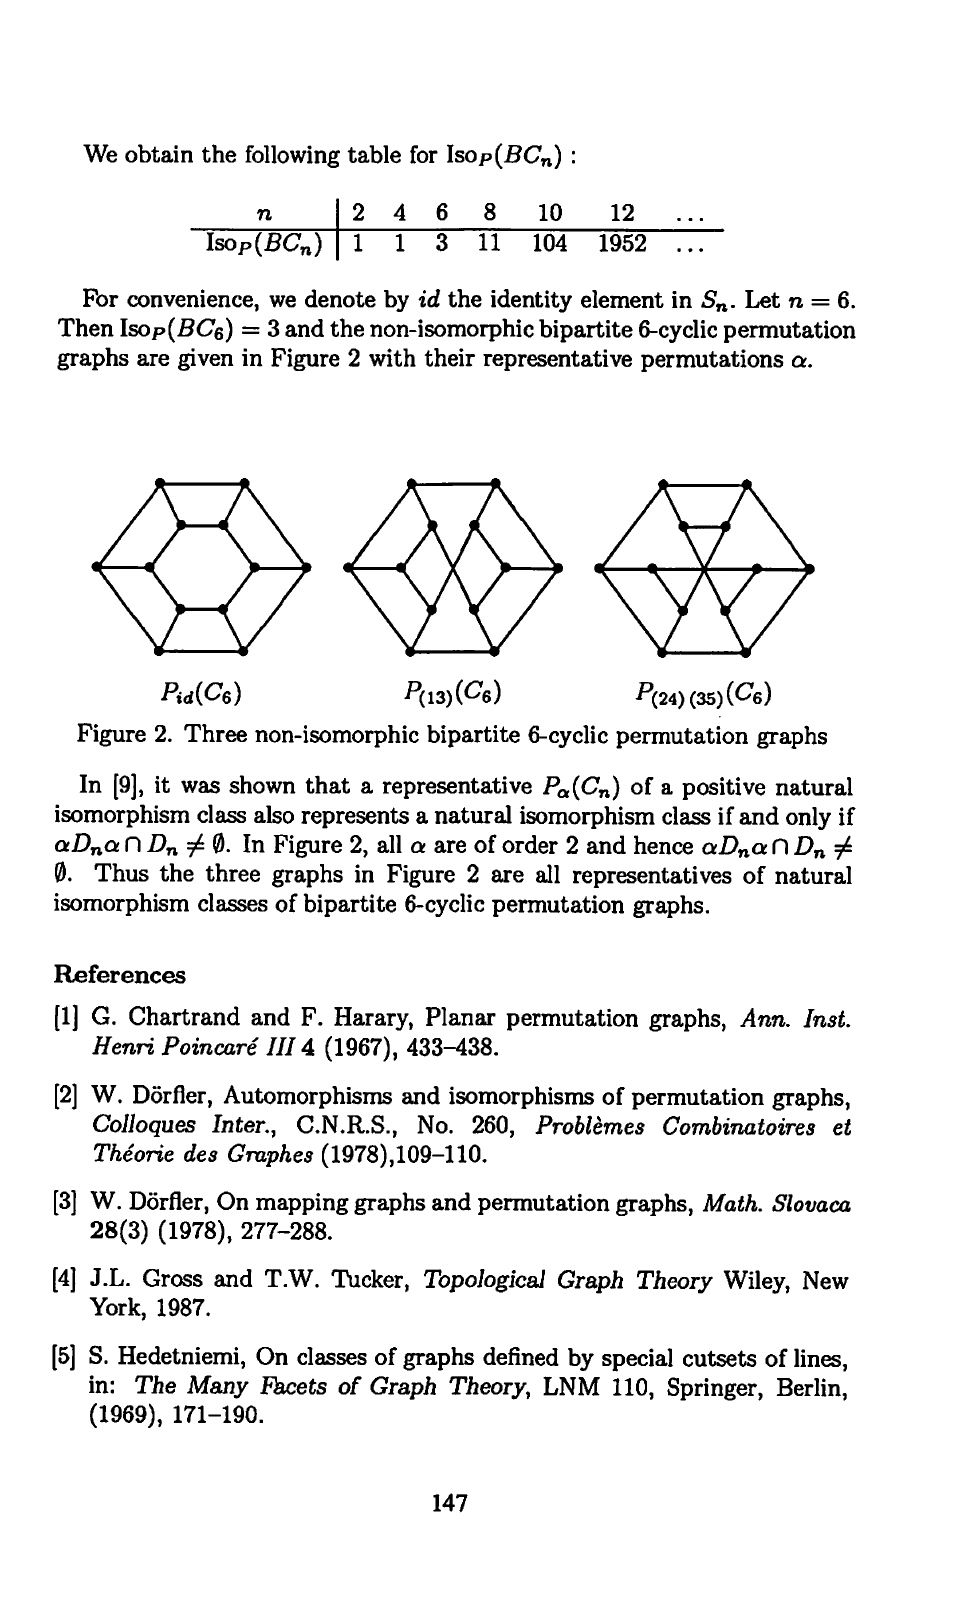 We obtain the following table for Iso_P(BC_n) :
n 2 4 6 8 10 12 ...
Iso_P(BC_n) 1 1 3 11 104 1952 ...
For convenience, we denote by id the identity element in S_n. Let n = 6.
Then Iso_P(BC_6) = 3 and the non-isomorphic bipartite 6-cyclic permutation
graphs are given in Figure 2 with their representative permutations α.
P_{id}(C_6) P_{(13)}(C_6) P_{(24)(35)}(C_6)
Figure 2. Three non-isomorphic bipartite 6-cyclic permutation graphs
In [9], it was shown that a representative P_α(C_n) of a positive natural
isomorphism class also represents a natural isomorphism class if and only if
αD_nα ∩ D_n ≠ ∅. In Figure 2, all α are of order 2 and hence αD_nα ∩ D_n ≠
∅. Thus the three graphs in Figure 2 are all representatives of natural
isomorphism classes of bipartite 6-cyclic permutation graphs.
References
[1] G. Chartrand and F. Harary, Planar permutation graphs, Ann. Inst.
Henri Poincaré III 4 (1967), 433–438.
[2] W. Dörfler, Automorphisms and isomorphisms of permutation graphs,
Colloques Inter., C.N.R.S., No. 260, Problèmes Combinatoires et
Théorie des Graphes (1978),109–110.
[3] W. Dörfler, On mapping graphs and permutation graphs, Math. Slovaca
28(3) (1978), 277–288.
[4] J.L. Gross and T.W. Tucker, Topological Graph Theory Wiley, New
York, 1987.
[5] S. Hedetniemi, On classes of graphs defined by special cutsets of lines,
in: The Many Facets of Graph Theory, LNM 110, Springer, Berlin,
(1969), 171–190.
147